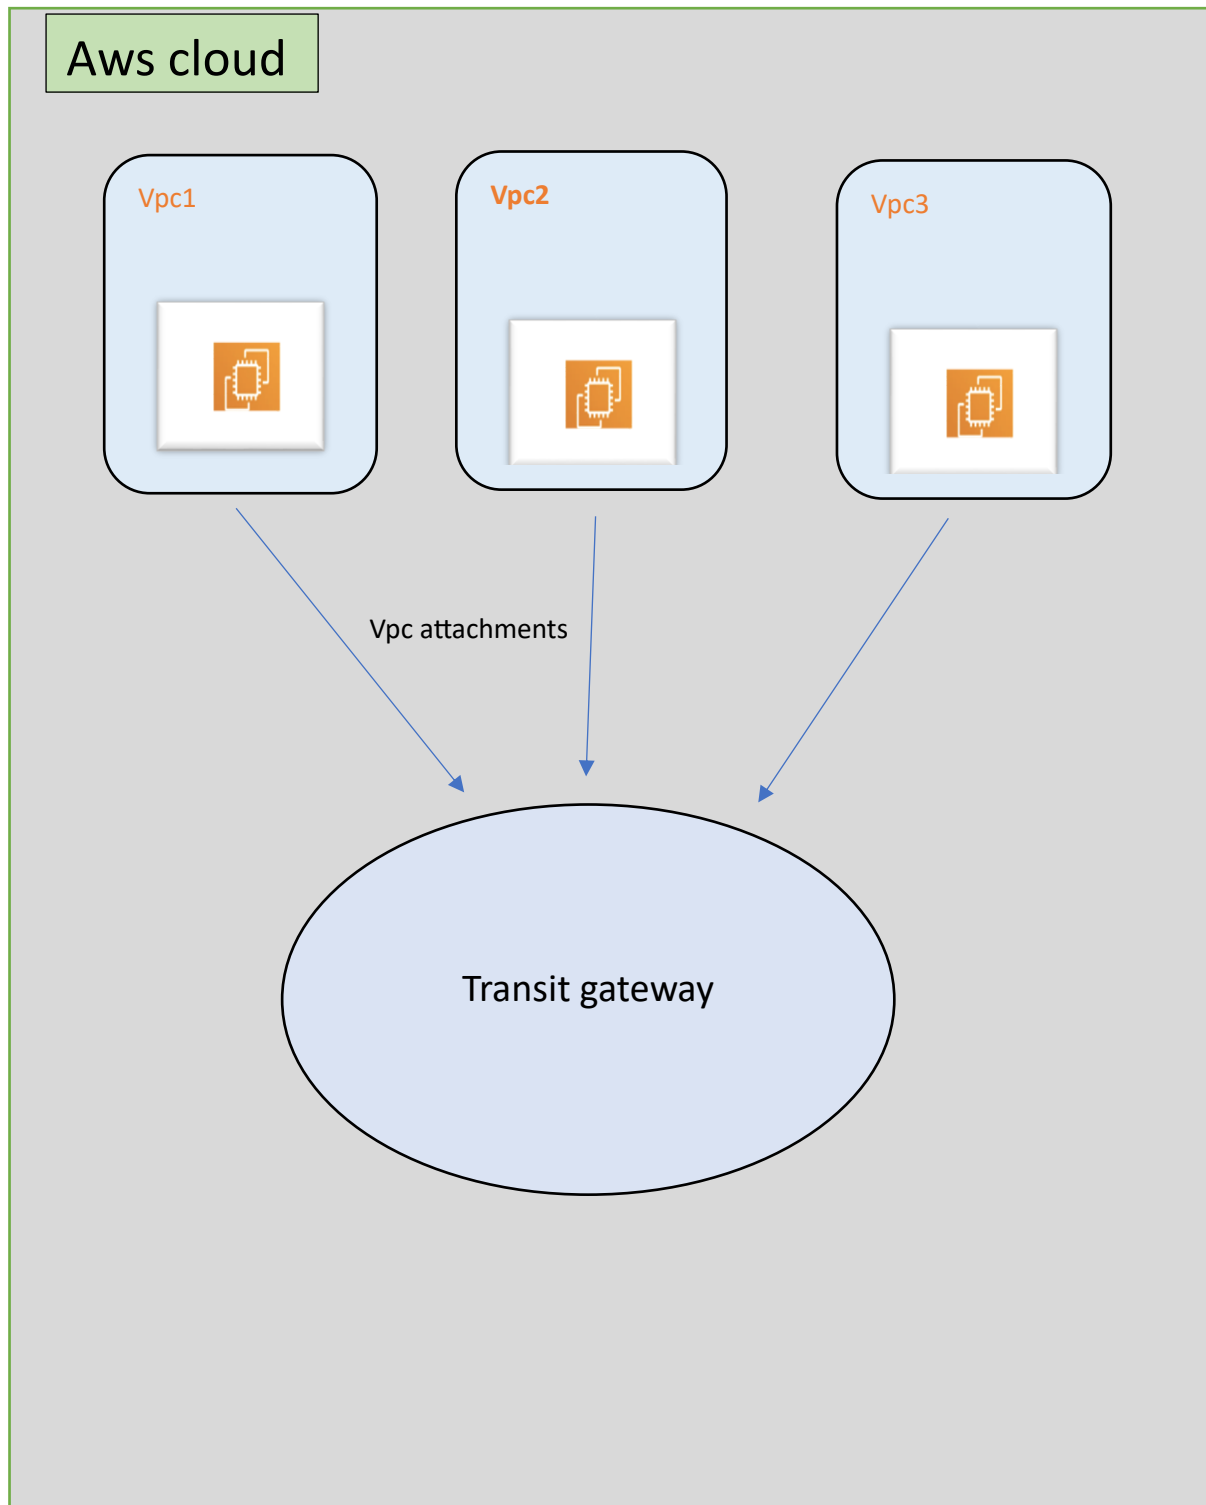 Aws cloud
Vpc1
Vpc2
Vpc3
Vpc attachments
Transit gateway